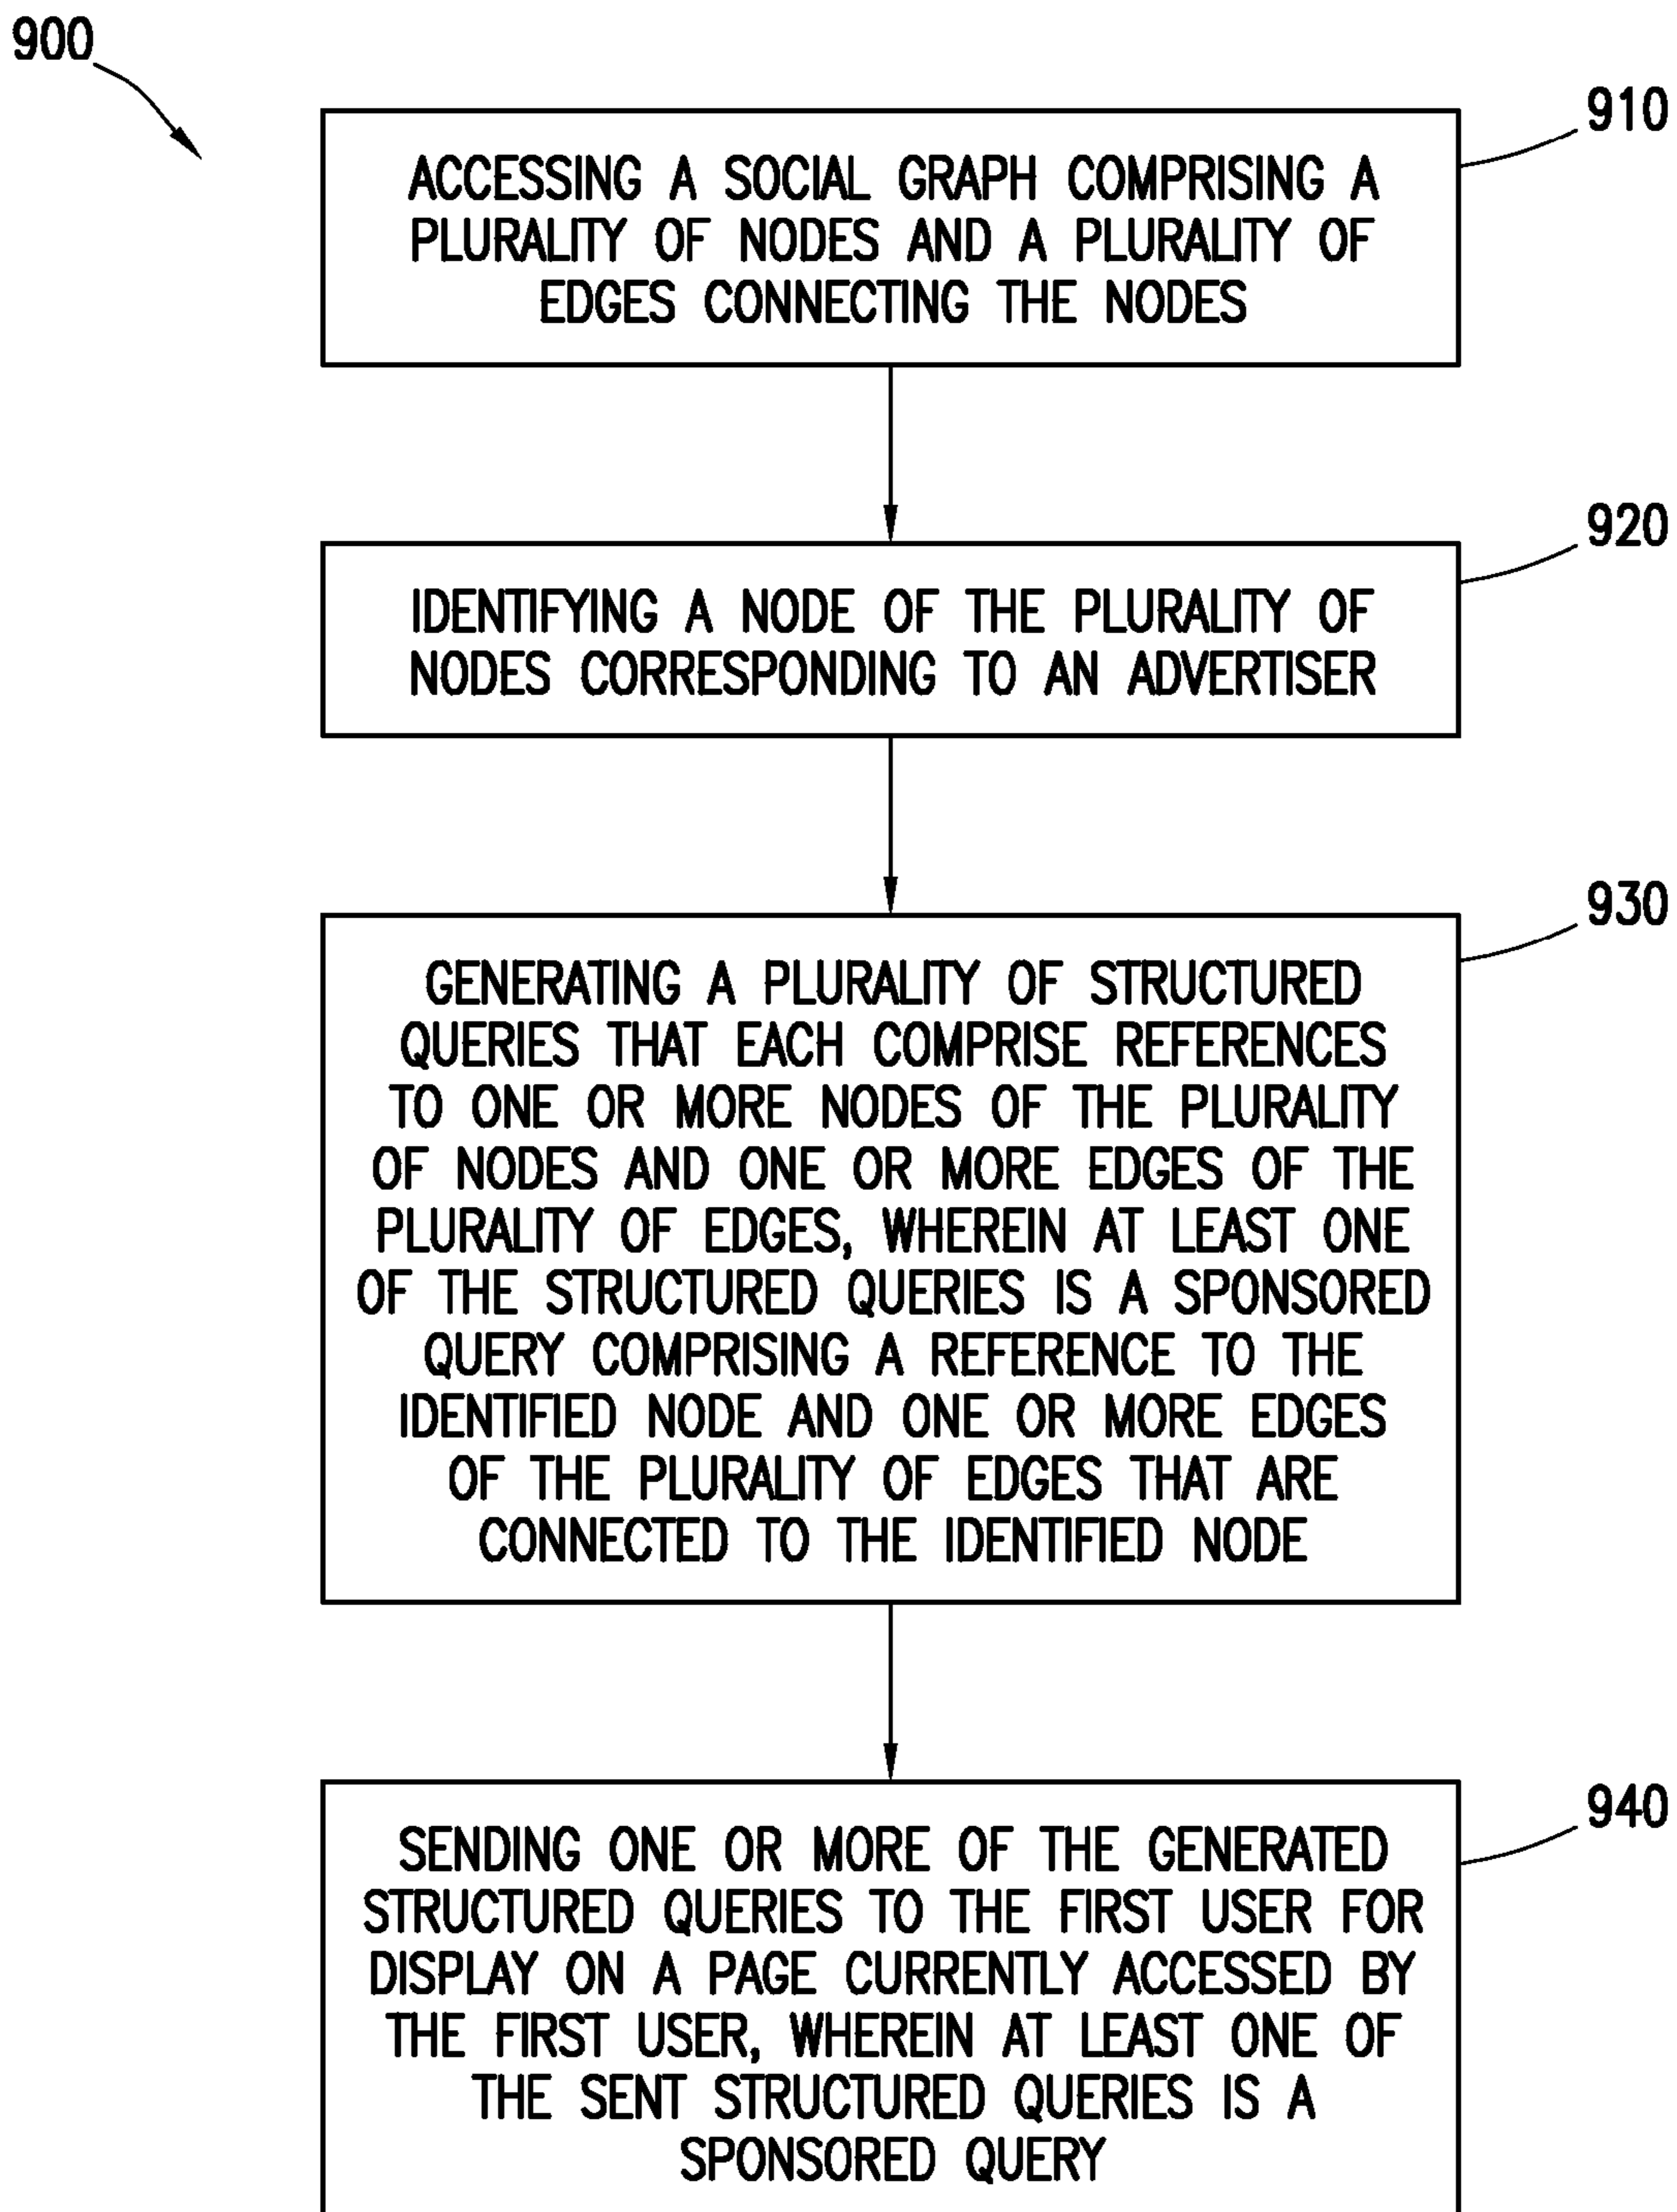 900
910
ACCESSING A SOCIAL GRAPH COMPRISING A
PLURALITY OF NODES AND A PLURALITY OF
EDGES CONNECTING THE NODES
920
IDENTIFYING A NODE OF THE PLURALITY OF
NODES CORRESPONDING TO AN ADVERTISER
930
GENERATING A PLURALITY OF STRUCTURED
QUERIES THAT EACH COMPRISE REFERENCES
TO ONE OR MORE NODES OF THE PLURALITY
OF NODES AND ONE OR MORE EDGES OF THE
PLURALITY OF EDGES, WHEREIN AT LEAST ONE
OF THE STRUCTURED QUERIES IS A SPONSORED
QUERY COMPRISING A REFERENCE TO THE
IDENTIFIED NODE AND ONE OR MORE EDGES
OF THE PLURALITY OF EDGES THAT ARE
CONNECTED TO THE IDENTIFIED NODE
940
SENDING ONE OR MORE OF THE GENERATED
STRUCTURED QUERIES TO THE FIRST USER FOR
DISPLAY ON A PAGE CURRENTLY ACCESSED BY
THE FIRST USER, WHEREIN AT LEAST ONE OF
THE SENT STRUCTURED QUERIES IS A
SPONSORED QUERY